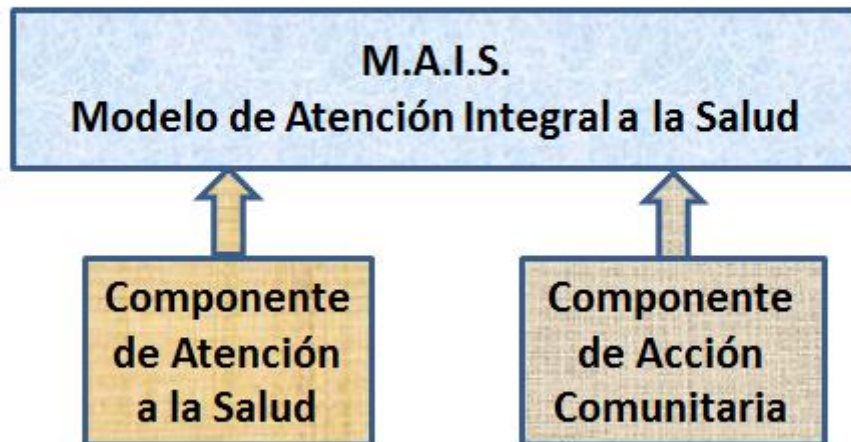 M.A.I.S.
Modelo de Atención Integral a la Salud
Componente
de Atención
a la Salud
Componente
de Acción
Comunitaria